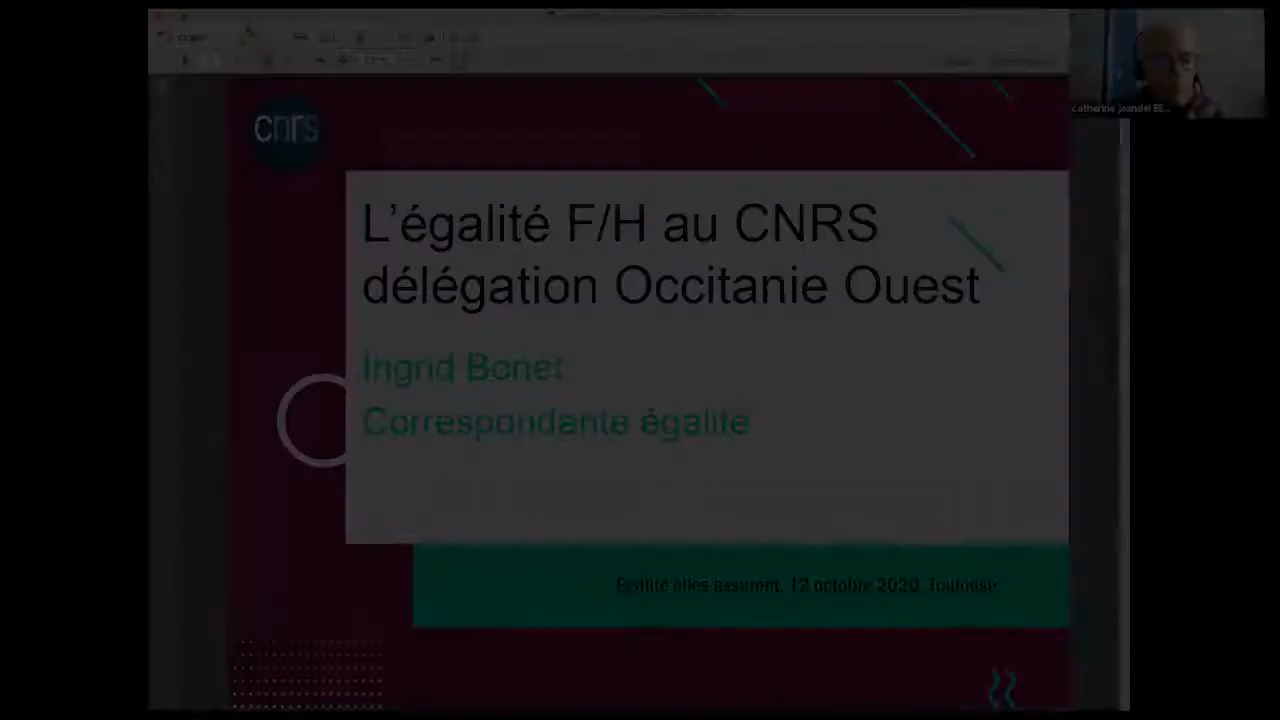 catherine jeandel EE...
cnrs
L'égalité F/H au CNRS
délégation Occitanie Ouest
Ingrid Bonet
Correspondante égalité
Egalité elles assurent, 12 octobre 2020, Toulouse